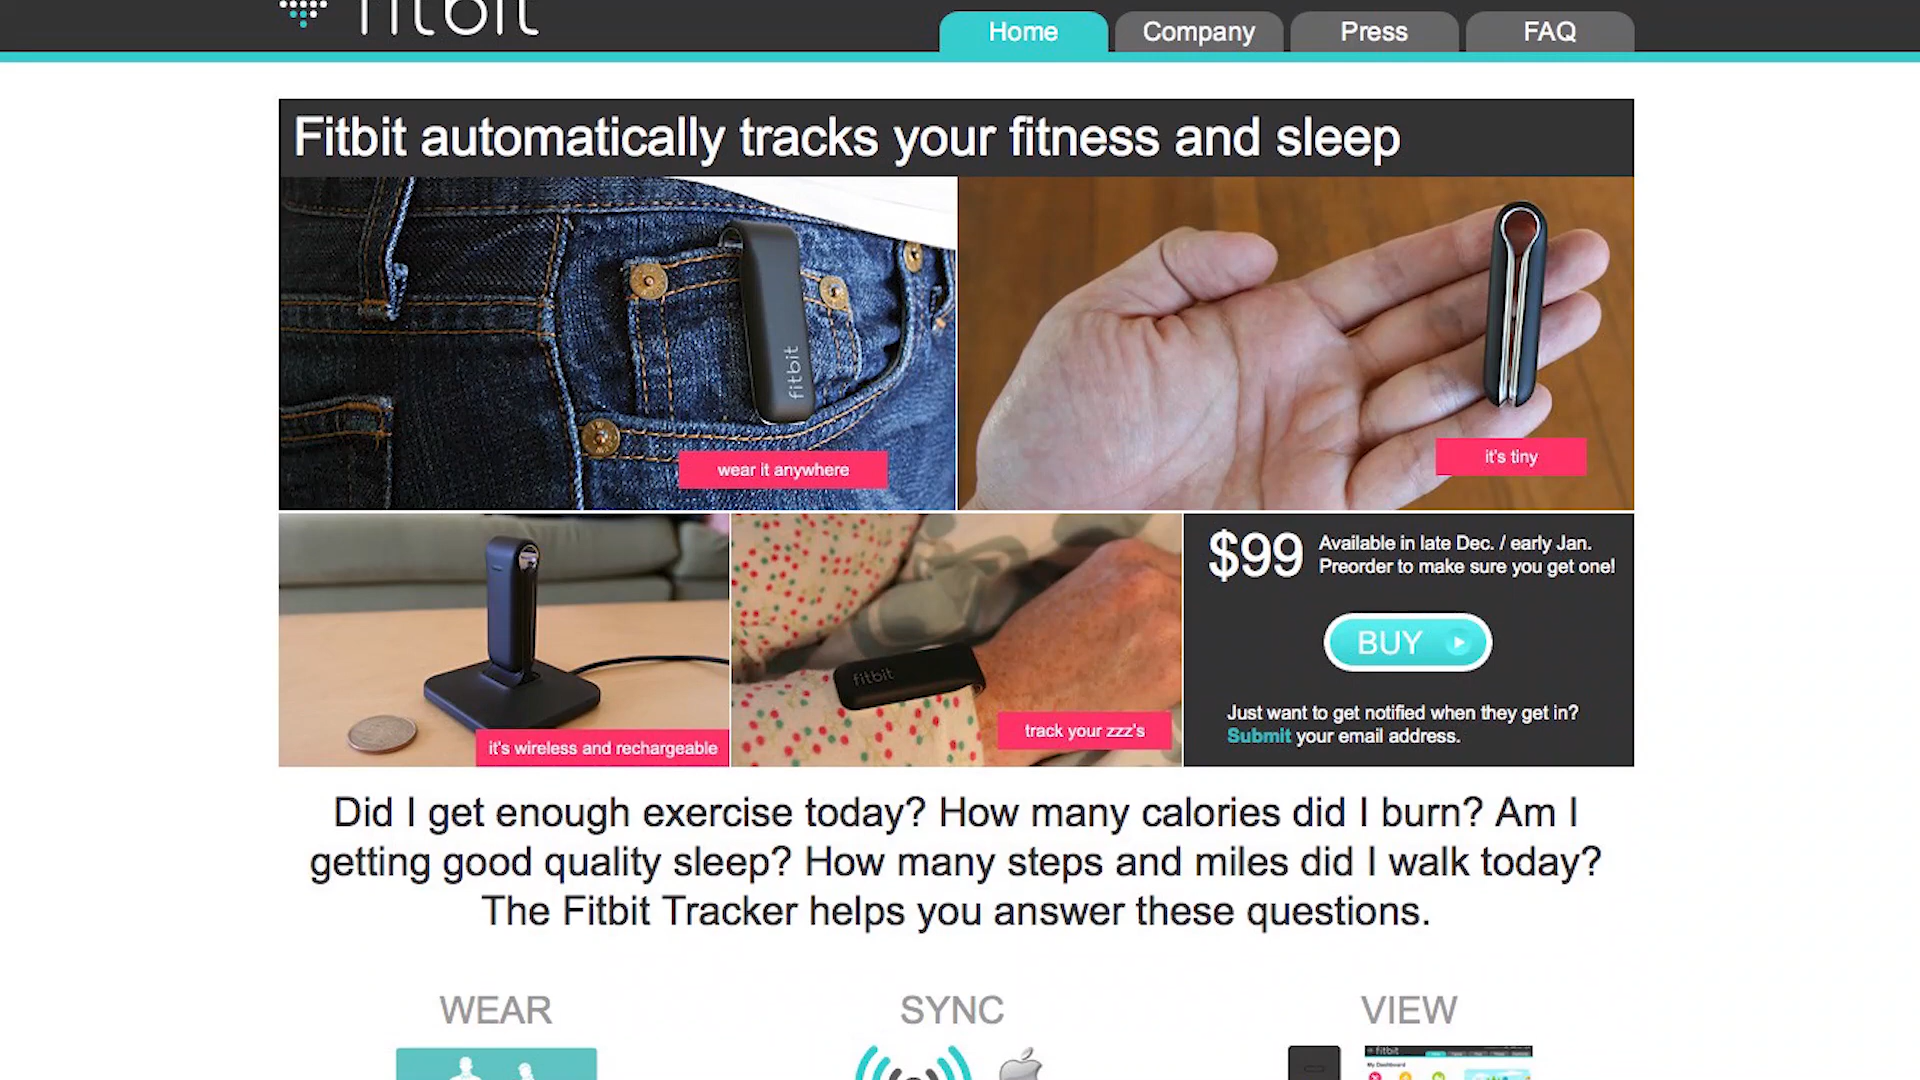 fitbit
Home
Company
Press
FAQ
Fitbit automatically tracks your fitness and sleep
fitbit
wear it anywhere
it's tiny
it's wireless and rechargeable
fitbit
track your zzz's
$99
Available in late Dec. / early Jan.
Preorder to make sure you get one!
BUY
Just want to get notified when they get in?
Submit your email address.
Did I get enough exercise today? How many calories did I burn? Am I
getting good quality sleep? How many steps and miles did I walk today?
The Fitbit Tracker helps you answer these questions.
WEAR
SYNC
VIEW
fitbit
My Dashboard